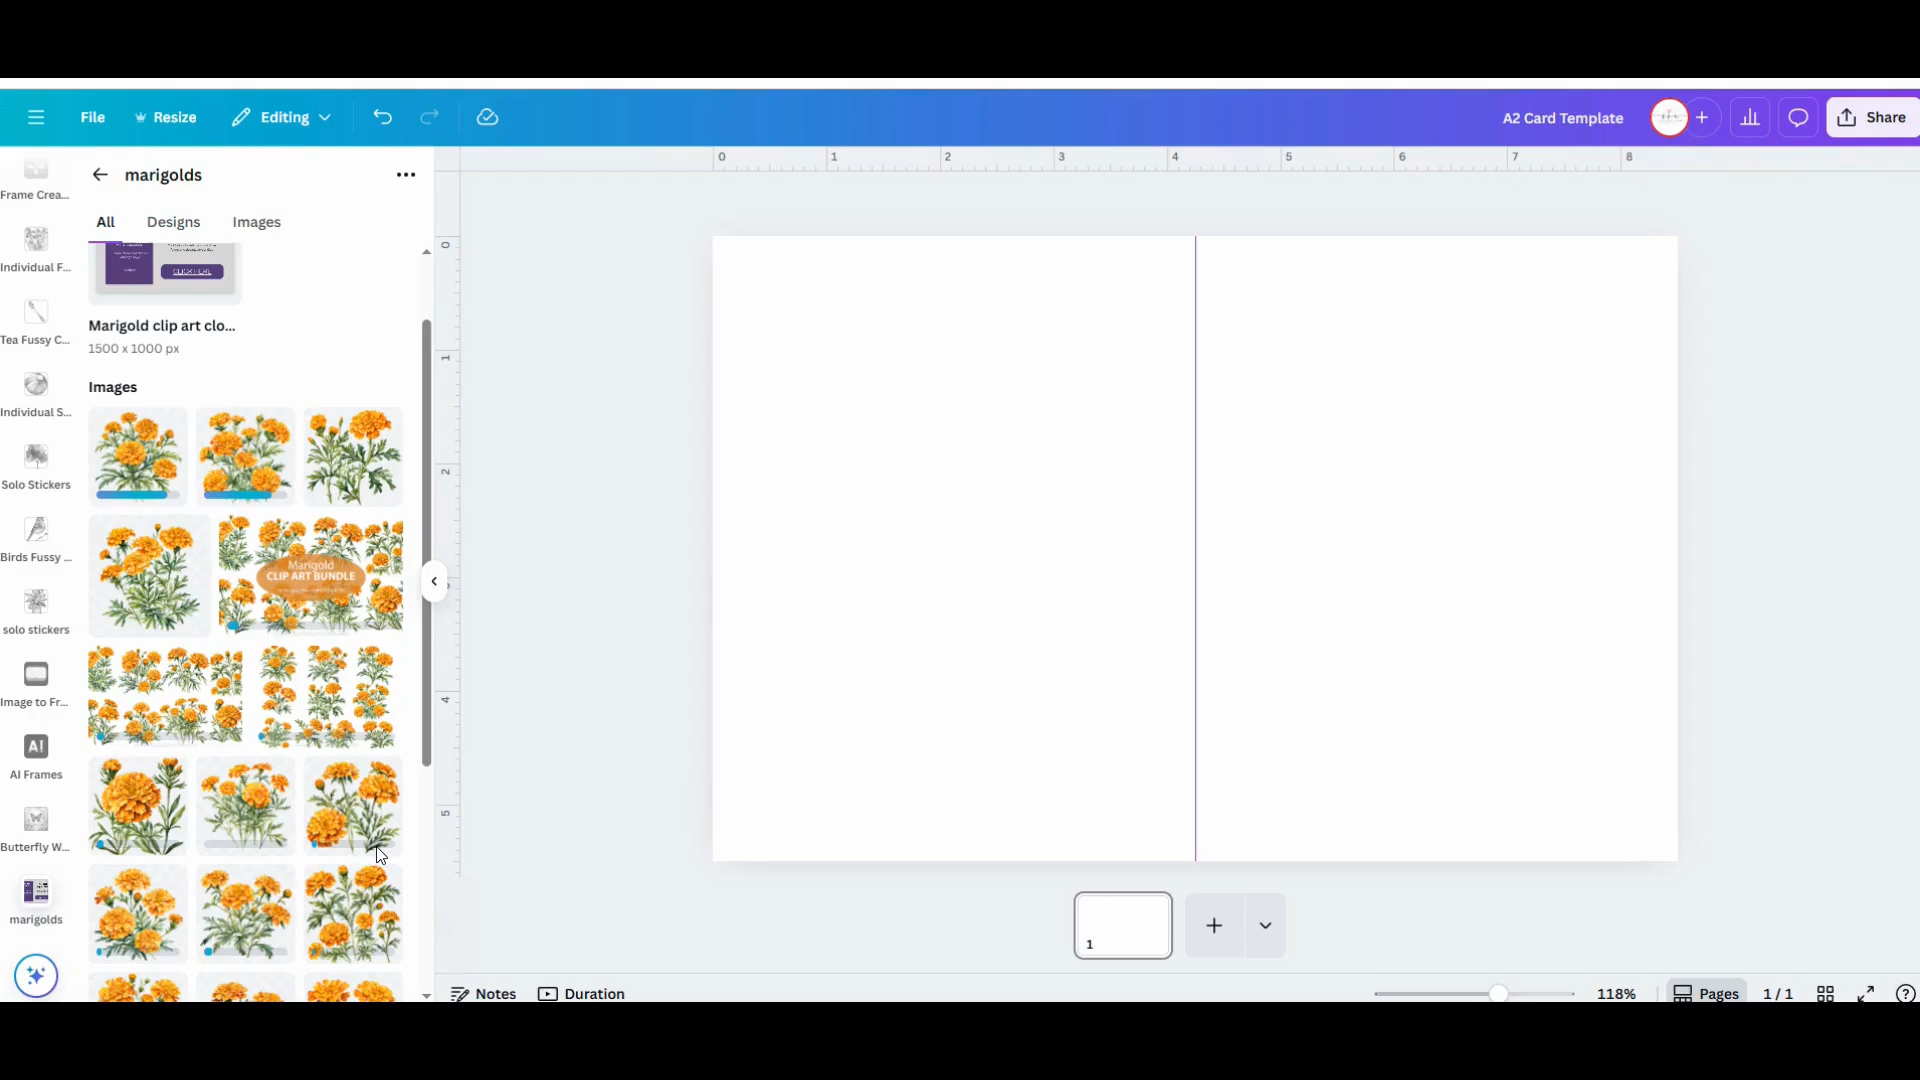 File
Resize
Editing
A2 Card Template
Share
marigolds
All
Designs
Images
CLICK HERE
Marigold clip art clo...
1500 x 1000 px
Images
Marigold
CLIP ART BUNDLE
Frame Crea...
Individual F...
Tea Fussy C...
Individual S...
Solo Stickers
Birds Fussy ...
solo stickers
Image to Fr...
AI
AI Frames
Butterfly W...
marigolds
0 1 2 3 4 5 6 7 8
0
1
2
4
5
1
Notes
Duration
118%
Pages
1 / 1
?